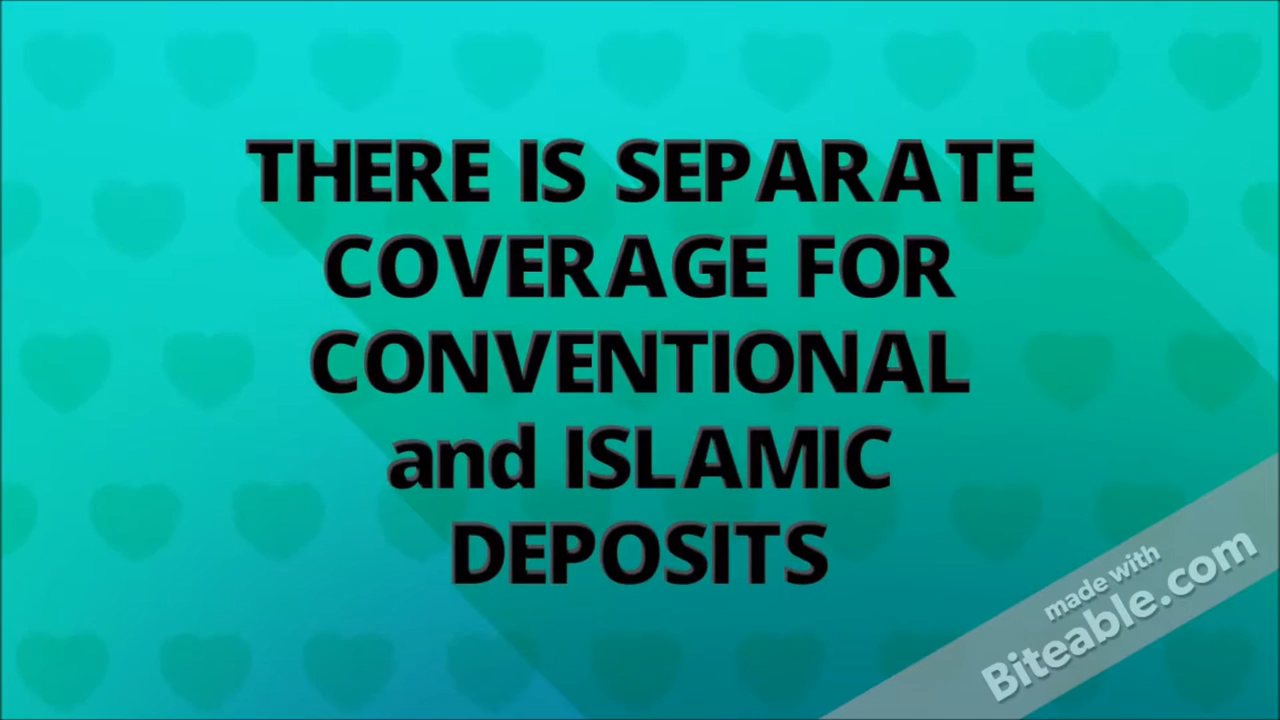 THERE IS SEPARATE
COVERAGE FOR
CONVENTIONAL
and ISLAMIC
DEPOSITS
made with
Biteable.com